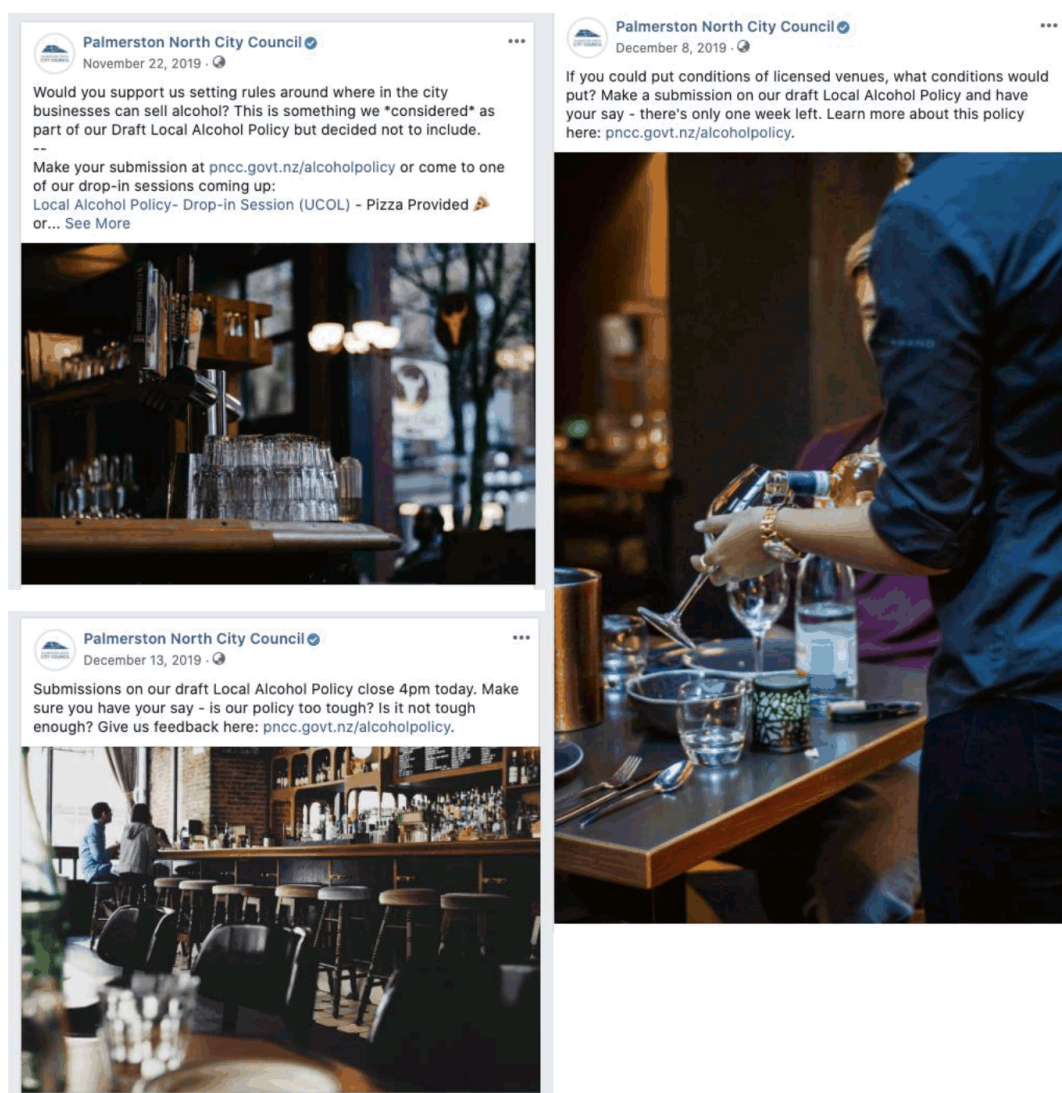 Palmerston North City Council
November 22, 2019 ·
Would you support us setting rules around where in the city
businesses can sell alcohol? This is something we *considered* as
part of our Draft Local Alcohol Policy but decided not to include.
--
Make your submission at pncc.govt.nz/alcoholpolicy or come to one
of our drop-in sessions coming up:
Local Alcohol Policy- Drop-in Session (UCOL) - Pizza Provided 🍕
or... See More
Palmerston North City Council
December 13, 2019 ·
Submissions on our draft Local Alcohol Policy close 4pm today. Make
sure you have your say - is our policy too tough? Is it not tough
enough? Give us feedback here: pncc.govt.nz/alcoholpolicy.
Palmerston North City Council
December 8, 2019 ·
If you could put conditions of licensed venues, what conditions would
put? Make a submission on our draft Local Alcohol Policy and have
your say - there's only one week left. Learn more about this policy
here: pncc.govt.nz/alcoholpolicy.